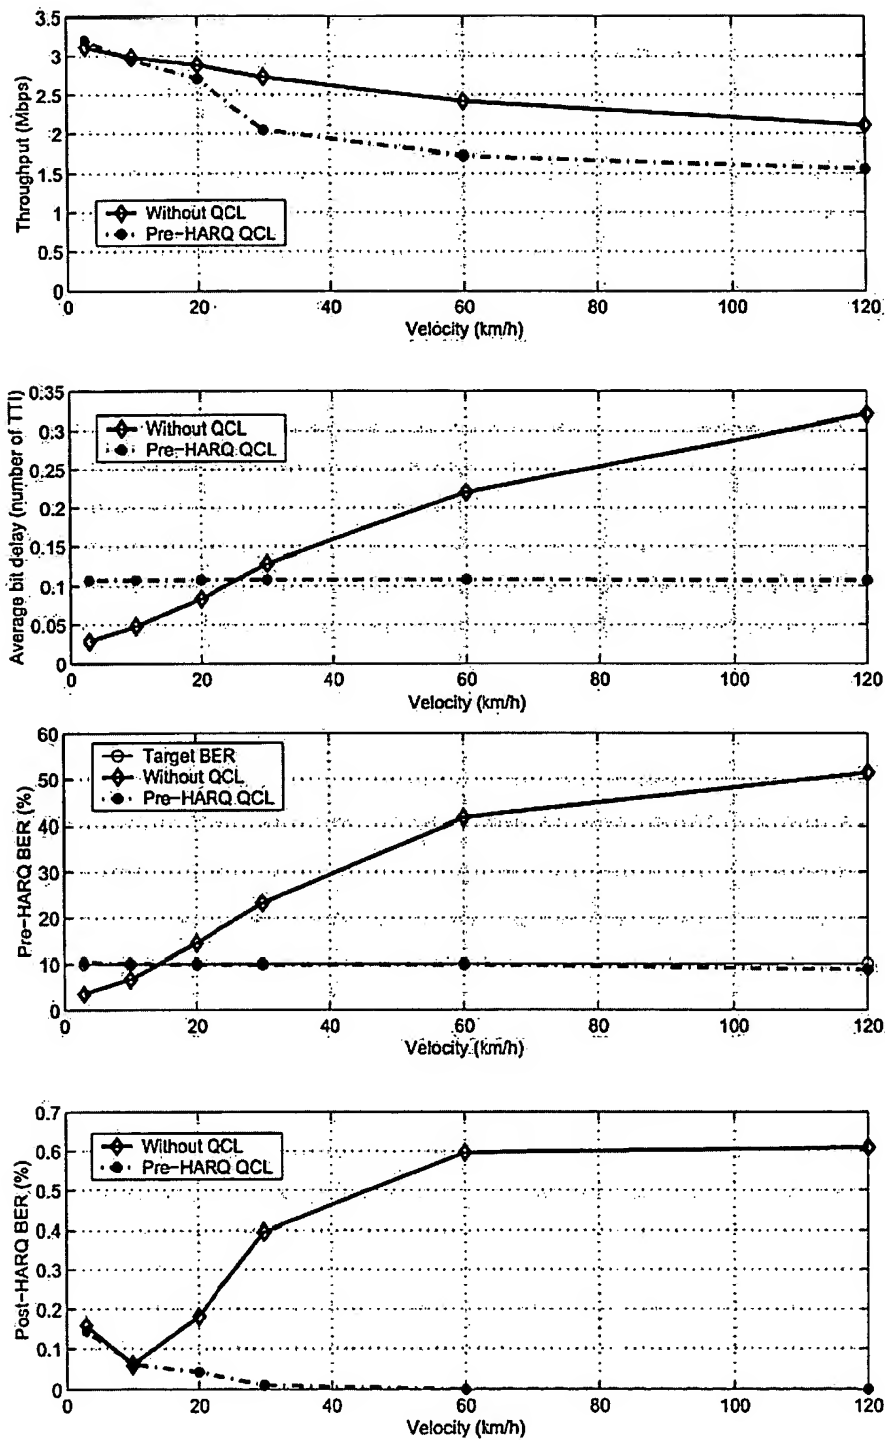 3.5
3
2.5
2
1.5
1
0.5
0
Throughput (Mbps)
Without QCL
Pre-HARQ QCL
0 20 40 60 80 100 120
Velocity (km/h)
0.35
0.3
0.25
0.2
0.15
0.1
0.05
0
Average bit delay (number of TTI)
Without QCL
Pre-HARQ QCL
0 20 40 60 80 100 120
Velocity (km/h)
60
50
40
30
20
10
0
Pre-HARQ BER (%)
Target BER
Without QCL
Pre-HARQ QCL
0 20 40 60 80 100 120
Velocity (km/h)
0.7
0.6
0.5
0.4
0.3
0.2
0.1
0
Post-HARQ BER (%)
Without QCL
Pre-HARQ QCL
0 20 40 60 80 100 120
Velocity (km/h)